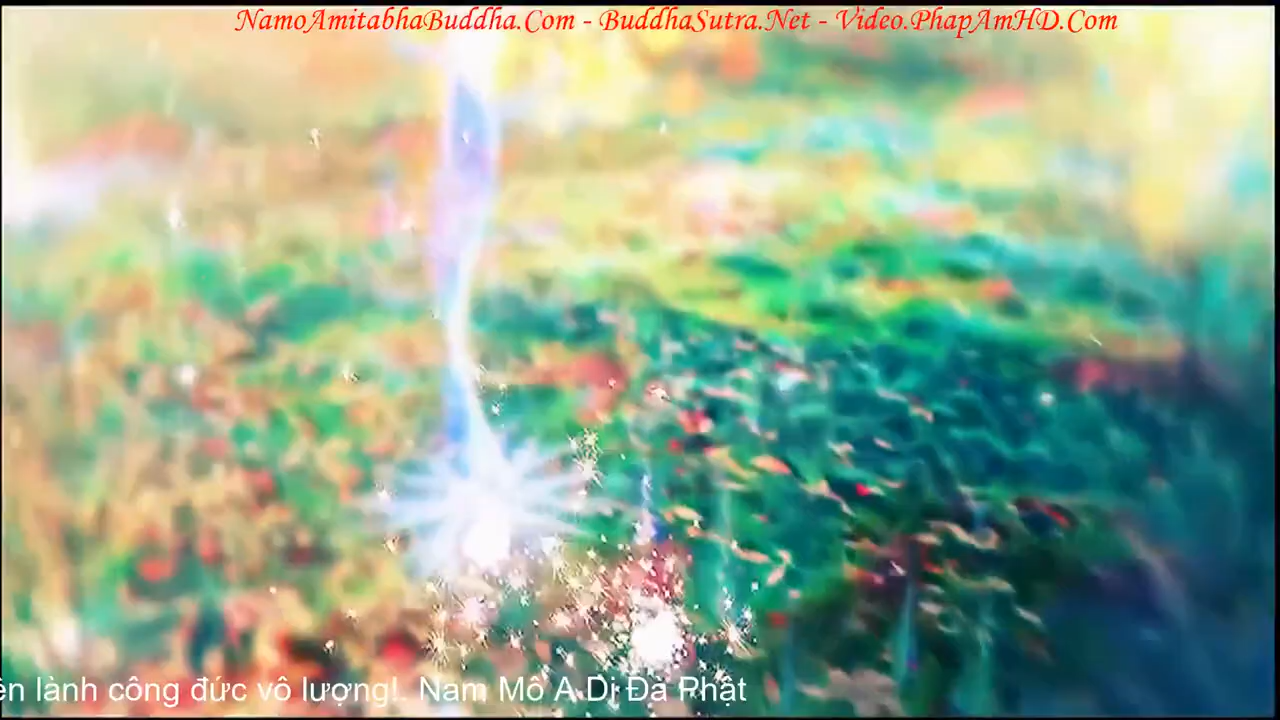 NamoAmitabhaBuddha.Com - BuddhaSutra.Net - Video.PhapAmHD.Com
lành công đức vô lượng!. Nam Mô A Di Đà Phật